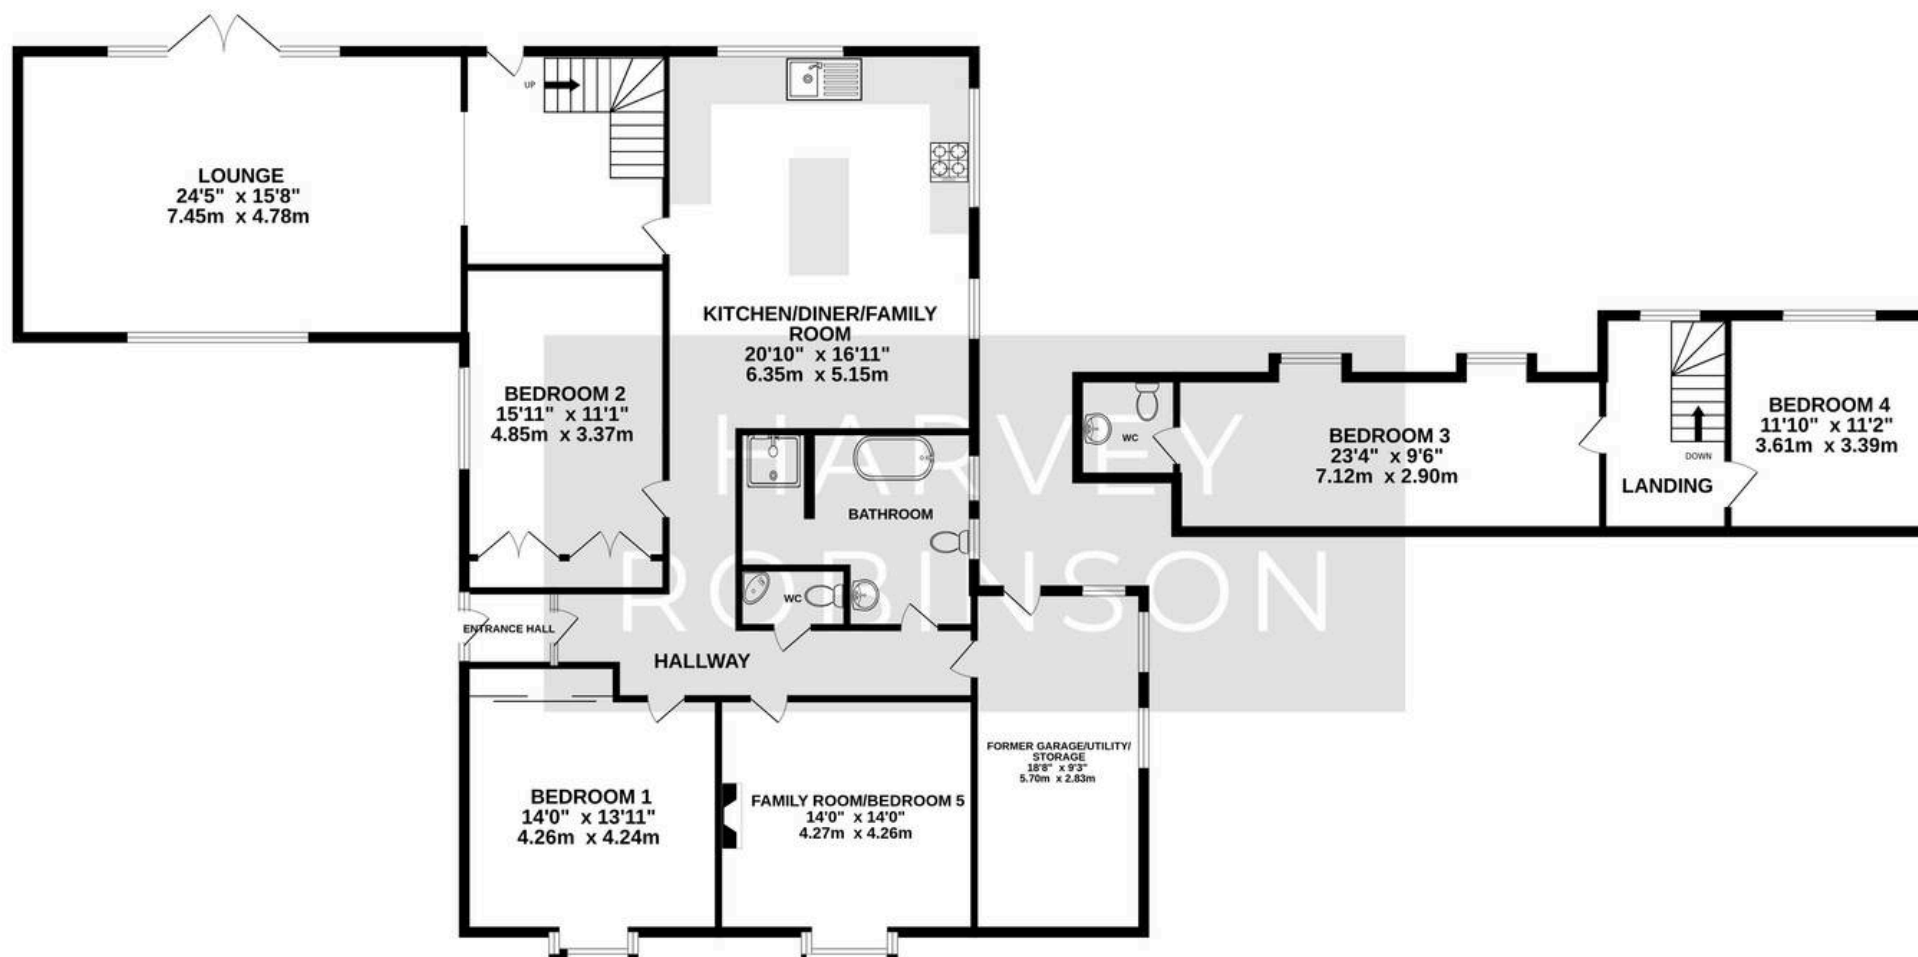 LOUNGE
24'5" x 15'8"
7.45m x 4.78m
UP
KITCHEN/DINER/FAMILY
ROOM
20'10" x 16'11"
6.35m x 5.15m
BEDROOM 2
15'11" x 11'1"
4.85m x 3.37m
BATHROOM
WC
ENTRANCE HALL
HALLWAY
BEDROOM 1
14'0" x 13'11"
4.26m x 4.24m
FAMILY ROOM/BEDROOM 5
14'0" x 14'0"
4.27m x 4.26m
FORMER GARAGE/UTILITY/
STORAGE
18'8" x 9'3"
5.70m x 2.83m
WC
BEDROOM 3
23'4" x 9'6"
7.12m x 2.90m
DOWN
LANDING
BEDROOM 4
11'10" x 11'2"
3.61m x 3.39m
HARVEY
ROBINSON